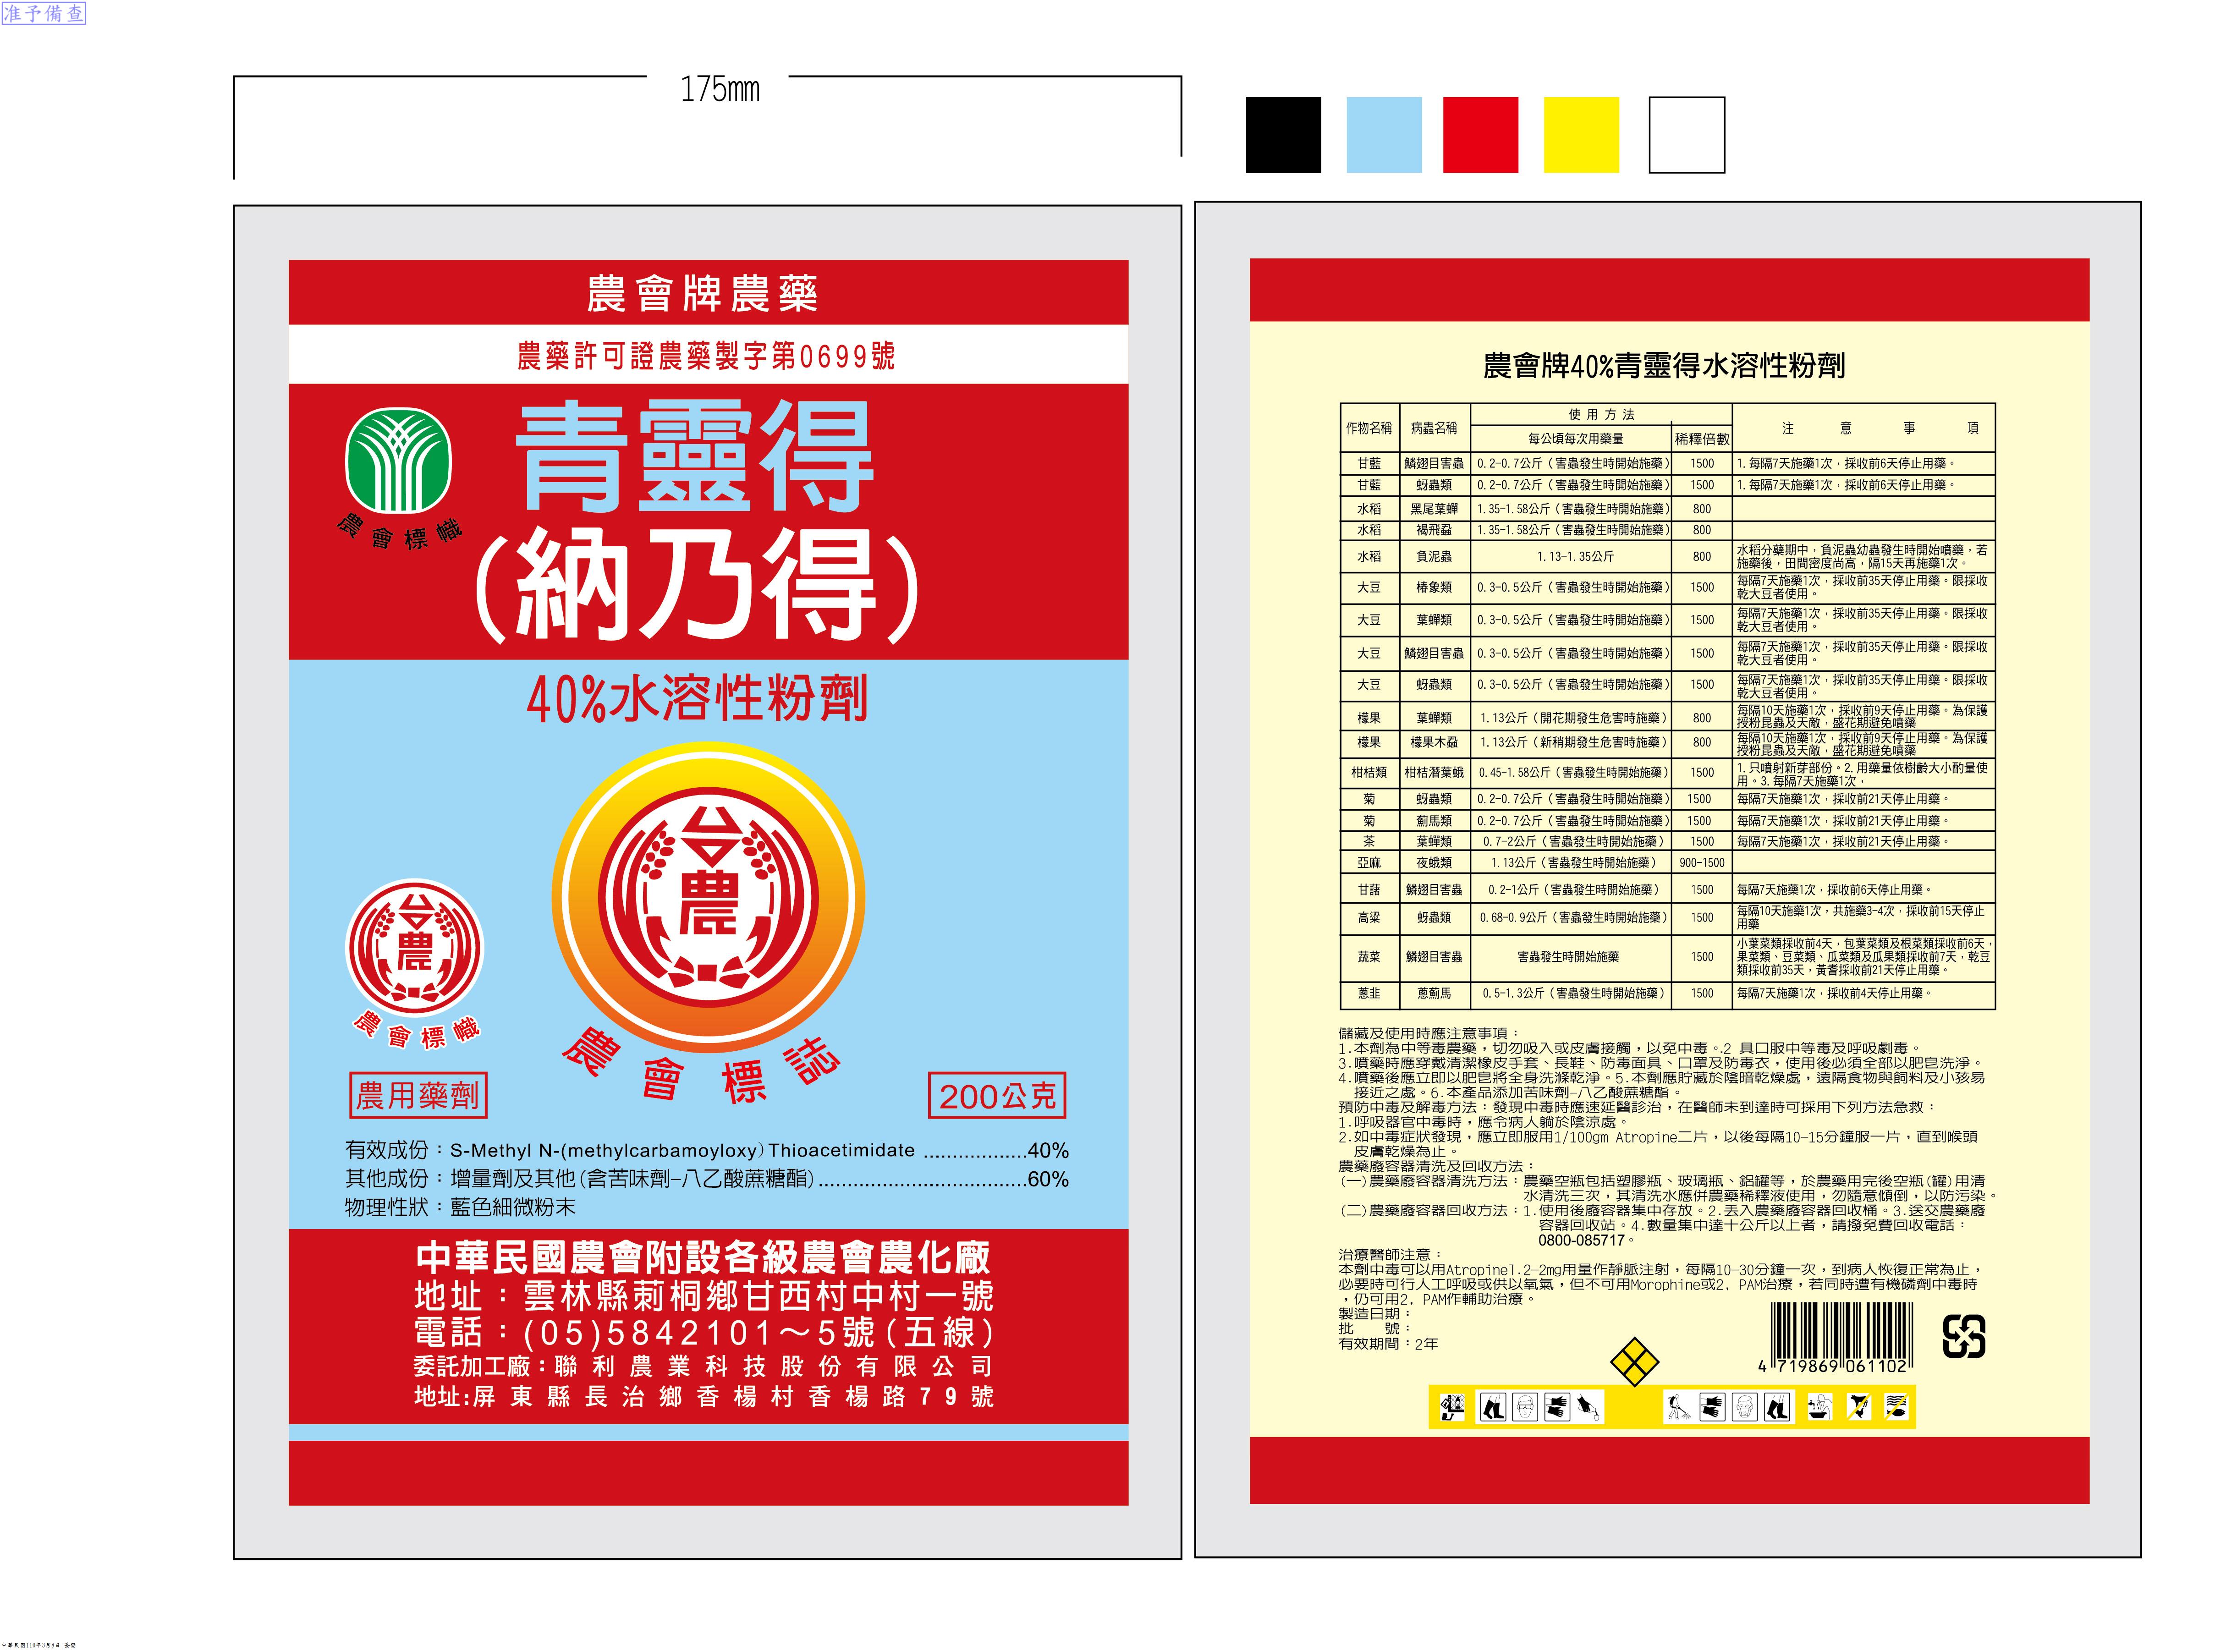 准予備查
175mm
農會牌農藥
農藥許可證農藥製字第0699號
青靈得
(納乃得)
農會標幟
40%水溶性粉劑
台農
農會標誌
台農
農會標幟
農用藥劑
200公克
有效成份：S-Methyl N-(methylcarbamoyloxy)Thioacetimidate ..................40%
其他成份：增量劑及其他(含苦味劑-八乙酸蔗糖酯)....................................60%
物理性狀：藍色細微粉末
中華民國農會附設各級農會農化廠
地址：雲林縣莿桐鄉甘西村中村一號
電話：(05)5842101～5號(五線)
委託加工廠：聯利農業科技股份有限公司
地址:屏東縣長治鄉香楊村香楊路79號
農會牌40%青靈得水溶性粉劑
作物名稱 病蟲名稱 使用方法 注意事項
每公頃每次用藥量 稀釋倍數
甘藍 鱗翅目害蟲 0.2-0.7公斤（害蟲發生時開始施藥） 1500 1.每隔7天施藥1次，採收前6天停止用藥。
甘藍 蚜蟲類 0.2-0.7公斤（害蟲發生時開始施藥） 1500 1.每隔7天施藥1次，採收前6天停止用藥。
水稻 黑尾葉蟬 1.35-1.58公斤（害蟲發生時開始施藥） 800
水稻 褐飛蝨 1.35-1.58公斤（害蟲發生時開始施藥） 800
水稻 負泥蟲 1.13-1.35公斤 800 水稻分蘗期中，負泥蟲幼蟲發生時開始噴藥，若
施藥後，田間密度尚高，隔15天再施藥1次。
大豆 椿象類 0.3-0.5公斤（害蟲發生時開始施藥） 1500 每隔7天施藥1次，採收前35天停止用藥。限採收
乾大豆者使用。
大豆 葉蟬類 0.3-0.5公斤（害蟲發生時開始施藥） 1500 每隔7天施藥1次，採收前35天停止用藥。限採收
乾大豆者使用。
大豆 鱗翅目害蟲 0.3-0.5公斤（害蟲發生時開始施藥） 1500 每隔7天施藥1次，採收前35天停止用藥。限採收
乾大豆者使用。
大豆 蚜蟲類 0.3-0.5公斤（害蟲發生時開始施藥） 1500 每隔7天施藥1次，採收前35天停止用藥。限採收
乾大豆者使用。
檬果 葉蟬類 1.13公斤（開花期發生危害時施藥） 800 每隔10天施藥1次，採收前9天停止用藥。為保護
授粉昆蟲及天敵，盛花期避免噴藥
檬果 檬果木蝨 1.13公斤（新稍期發生危害時施藥） 800 每隔10天施藥1次，採收前9天停止用藥。為保護
授粉昆蟲及天敵，盛花期避免噴藥
柑桔類 柑桔潛葉蛾 0.45-1.58公斤（害蟲發生時開始施藥） 1500 1.只噴射新芽部份。2.用藥量依樹齡大小酌量使
用。3.每隔7天施藥1次，
菊 蚜蟲類 0.2-0.7公斤（害蟲發生時開始施藥） 1500 每隔7天施藥1次，採收前21天停止用藥。
菊 薊馬類 0.2-0.7公斤（害蟲發生時開始施藥） 1500 每隔7天施藥1次，採收前21天停止用藥。
茶 葉蟬類 0.7-2公斤（害蟲發生時開始施藥） 1500 每隔7天施藥1次，採收前21天停止用藥。
亞麻 夜蛾類 1.13公斤（害蟲發生時開始施藥） 900-1500
甘藷 鱗翅目害蟲 0.2-1公斤（害蟲發生時開始施藥） 1500 每隔7天施藥1次，採收前6天停止用藥。
高粱 蚜蟲類 0.68-0.9公斤（害蟲發生時開始施藥） 1500 每隔10天施藥1次，共施藥3-4次，採收前15天停止
用藥
蔬菜 鱗翅目害蟲 害蟲發生時開始施藥 1500 小葉菜類採收前4天，包葉菜類及根菜類採收前6天，
果菜類、豆菜類、瓜菜類及瓜果類採收前7天，乾豆
類採收前35天，黃耆採收前21天停止用藥。
蔥韭 蔥薊馬 0.5-1.3公斤（害蟲發生時開始施藥） 1500 每隔7天施藥1次，採收前4天停止用藥。
儲藏及使用時應注意事項：
1.本劑為中等毒農藥，切勿吸入或皮膚接觸，以免中毒。2 具口服中等毒及呼吸劇毒。
3.噴藥時應穿戴清潔橡皮手套、長鞋、防毒面具、口罩及防毒衣，使用後必須全部以肥皂洗淨。
4.噴藥後應立即以肥皂將全身洗滌乾淨。5.本劑應貯藏於陰暗乾燥處，遠隔食物與飼料及小孩易
接近之處。6.本產品添加苦味劑-八乙酸蔗糖酯。
預防中毒及解毒方法：發現中毒時應速延醫診治，在醫師未到達時可採用下列方法急救：
1.呼吸器官中毒時，應令病人躺於陰涼處。
2.如中毒症狀發現，應立即服用1/100gm Atropine二片，以後每隔10-15分鐘服一片，直到喉頭
皮膚乾燥為止。
農藥廢容器清洗及回收方法：
(一)農藥廢容器清洗方法：農藥空瓶包括塑膠瓶、玻璃瓶、鋁罐等，於農藥用完後空瓶(罐)用清
水清洗三次，其清洗水應併農藥稀釋液使用，勿隨意傾倒，以防污染。
(二)農藥廢容器回收方法：1.使用後廢容器集中存放。2.丟入農藥廢容器回收桶。3.送交農藥廢
容器回收站。4.數量集中達十公斤以上者，請撥免費回收電話：
0800-085717。
治療醫師注意：
本劑中毒可以用Atropine1.2-2mg用量作靜脈注射，每隔10-30分鐘一次，到病人恢復正常為止，
必要時可行人工呼吸或供以氧氣，但不可用Morophine或2, PAM治療，若同時遭有機磷劑中毒時
，仍可用2, PAM作輔助治療。
製造日期：
批　　號：
有效期間：2年
4 719869 061102
中華民國110年3月8日 簽發